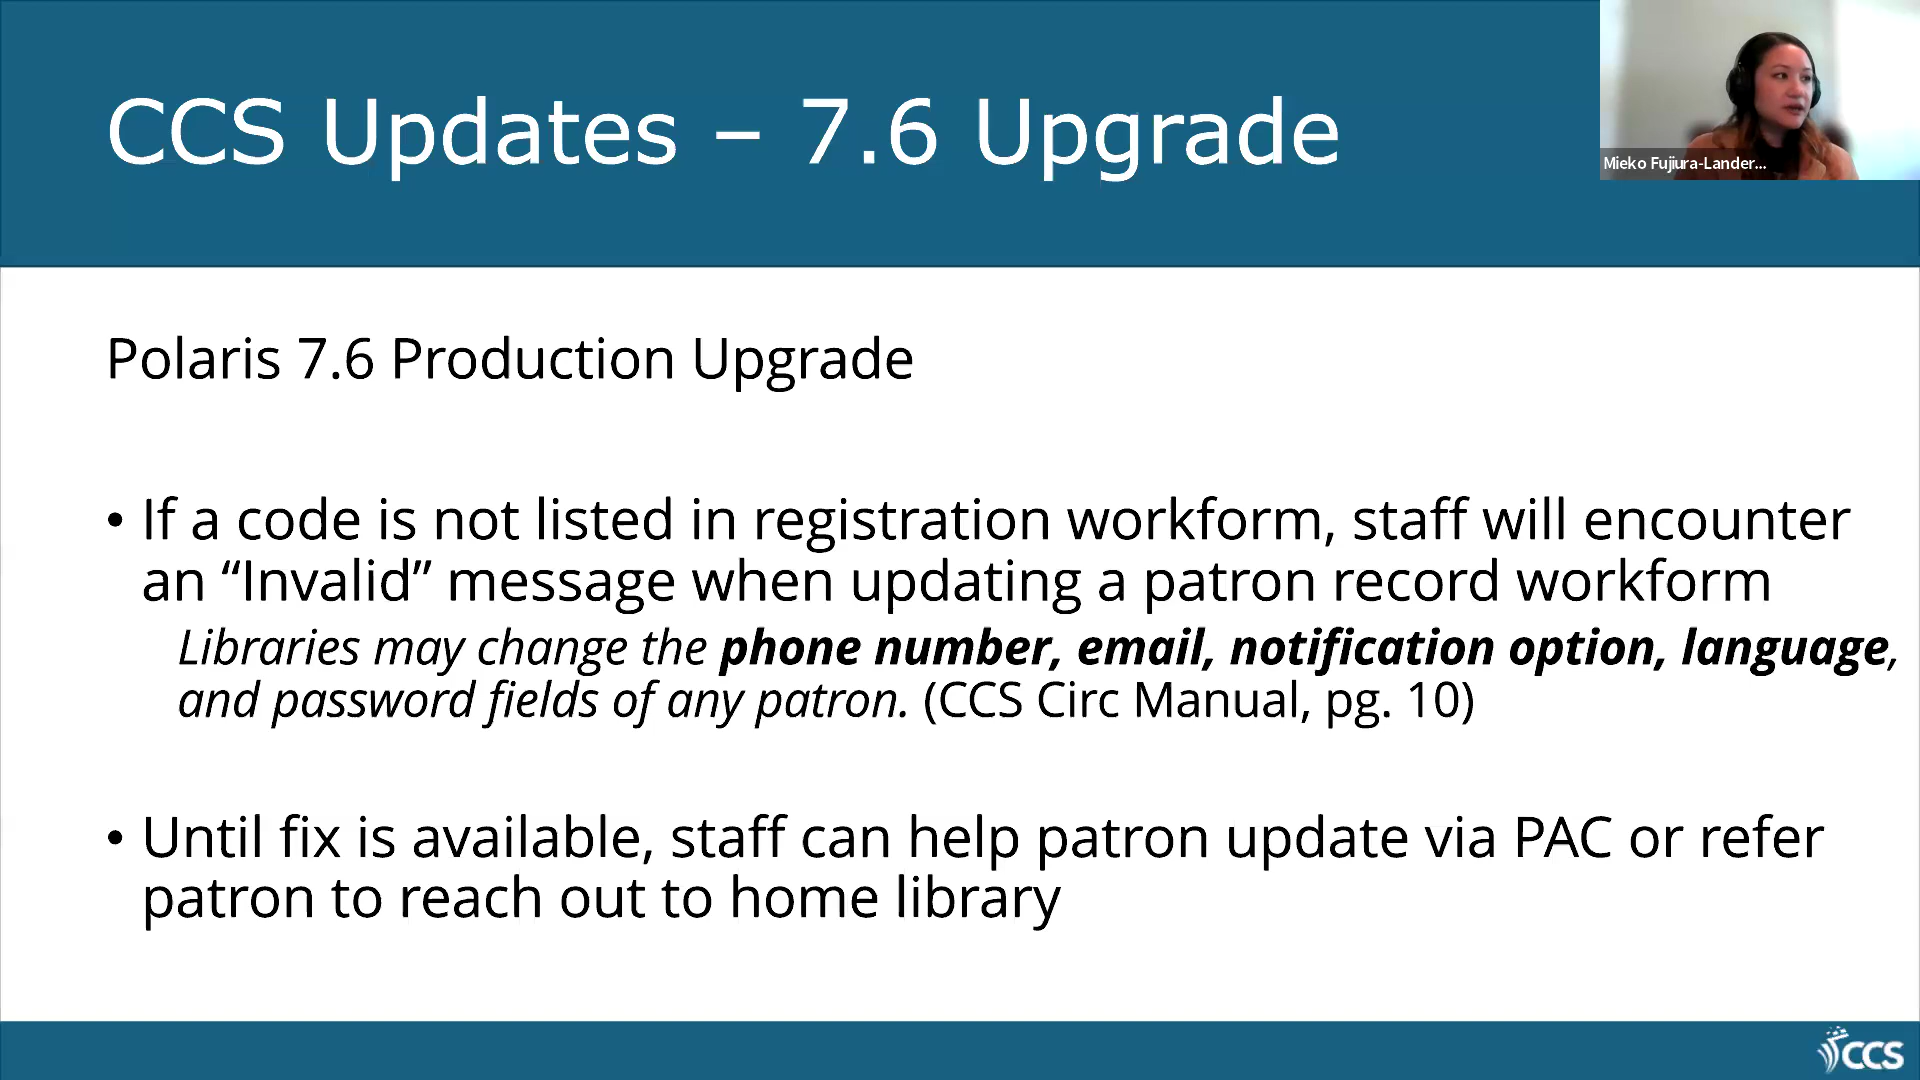 CCS Updates – 7.6 Upgrade
Mieko Fujiura-Lander...
Polaris 7.6 Production Upgrade
• If a code is not listed in registration workform, staff will encounter
an “Invalid” message when updating a patron record workform
Libraries may change the phone number, email, notification option, language,
and password fields of any patron. (CCS Circ Manual, pg. 10)
• Until fix is available, staff can help patron update via PAC or refer
patron to reach out to home library
CCS